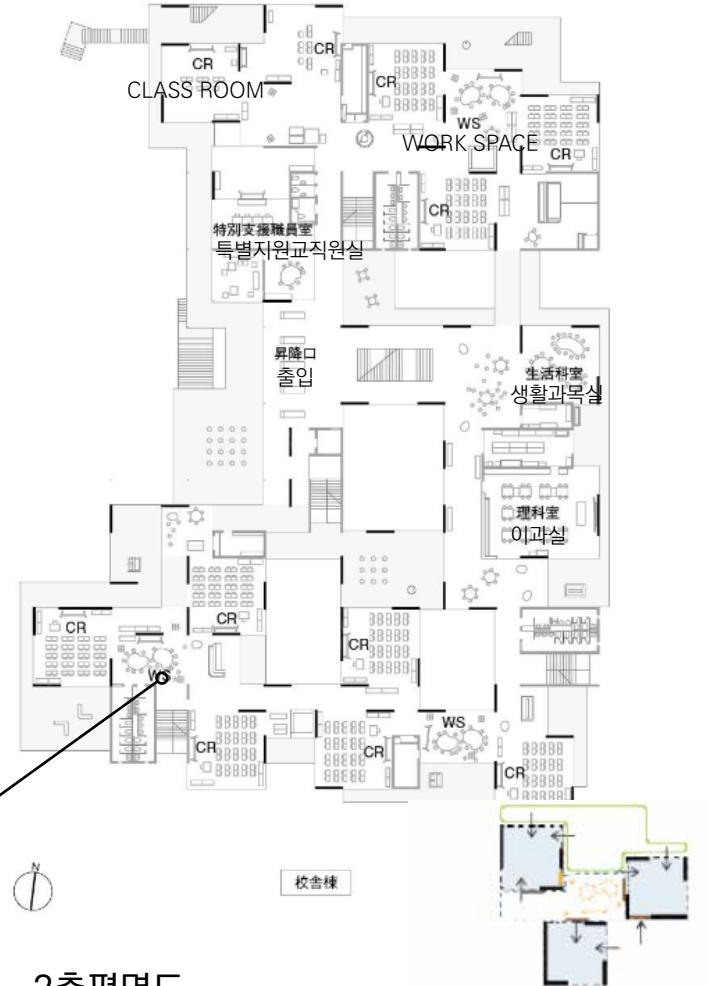 CR
CR
CLASS ROOM
CR
WS
WORK SPACE
CR
CR
特別支援職員室
특별지원교직원실
昇降口
출입
生活科室
생활과목실
理科室
이과실
CR
CR
CR
WS
WS
CR
CR
CR
N
校舎棟
2층평면도